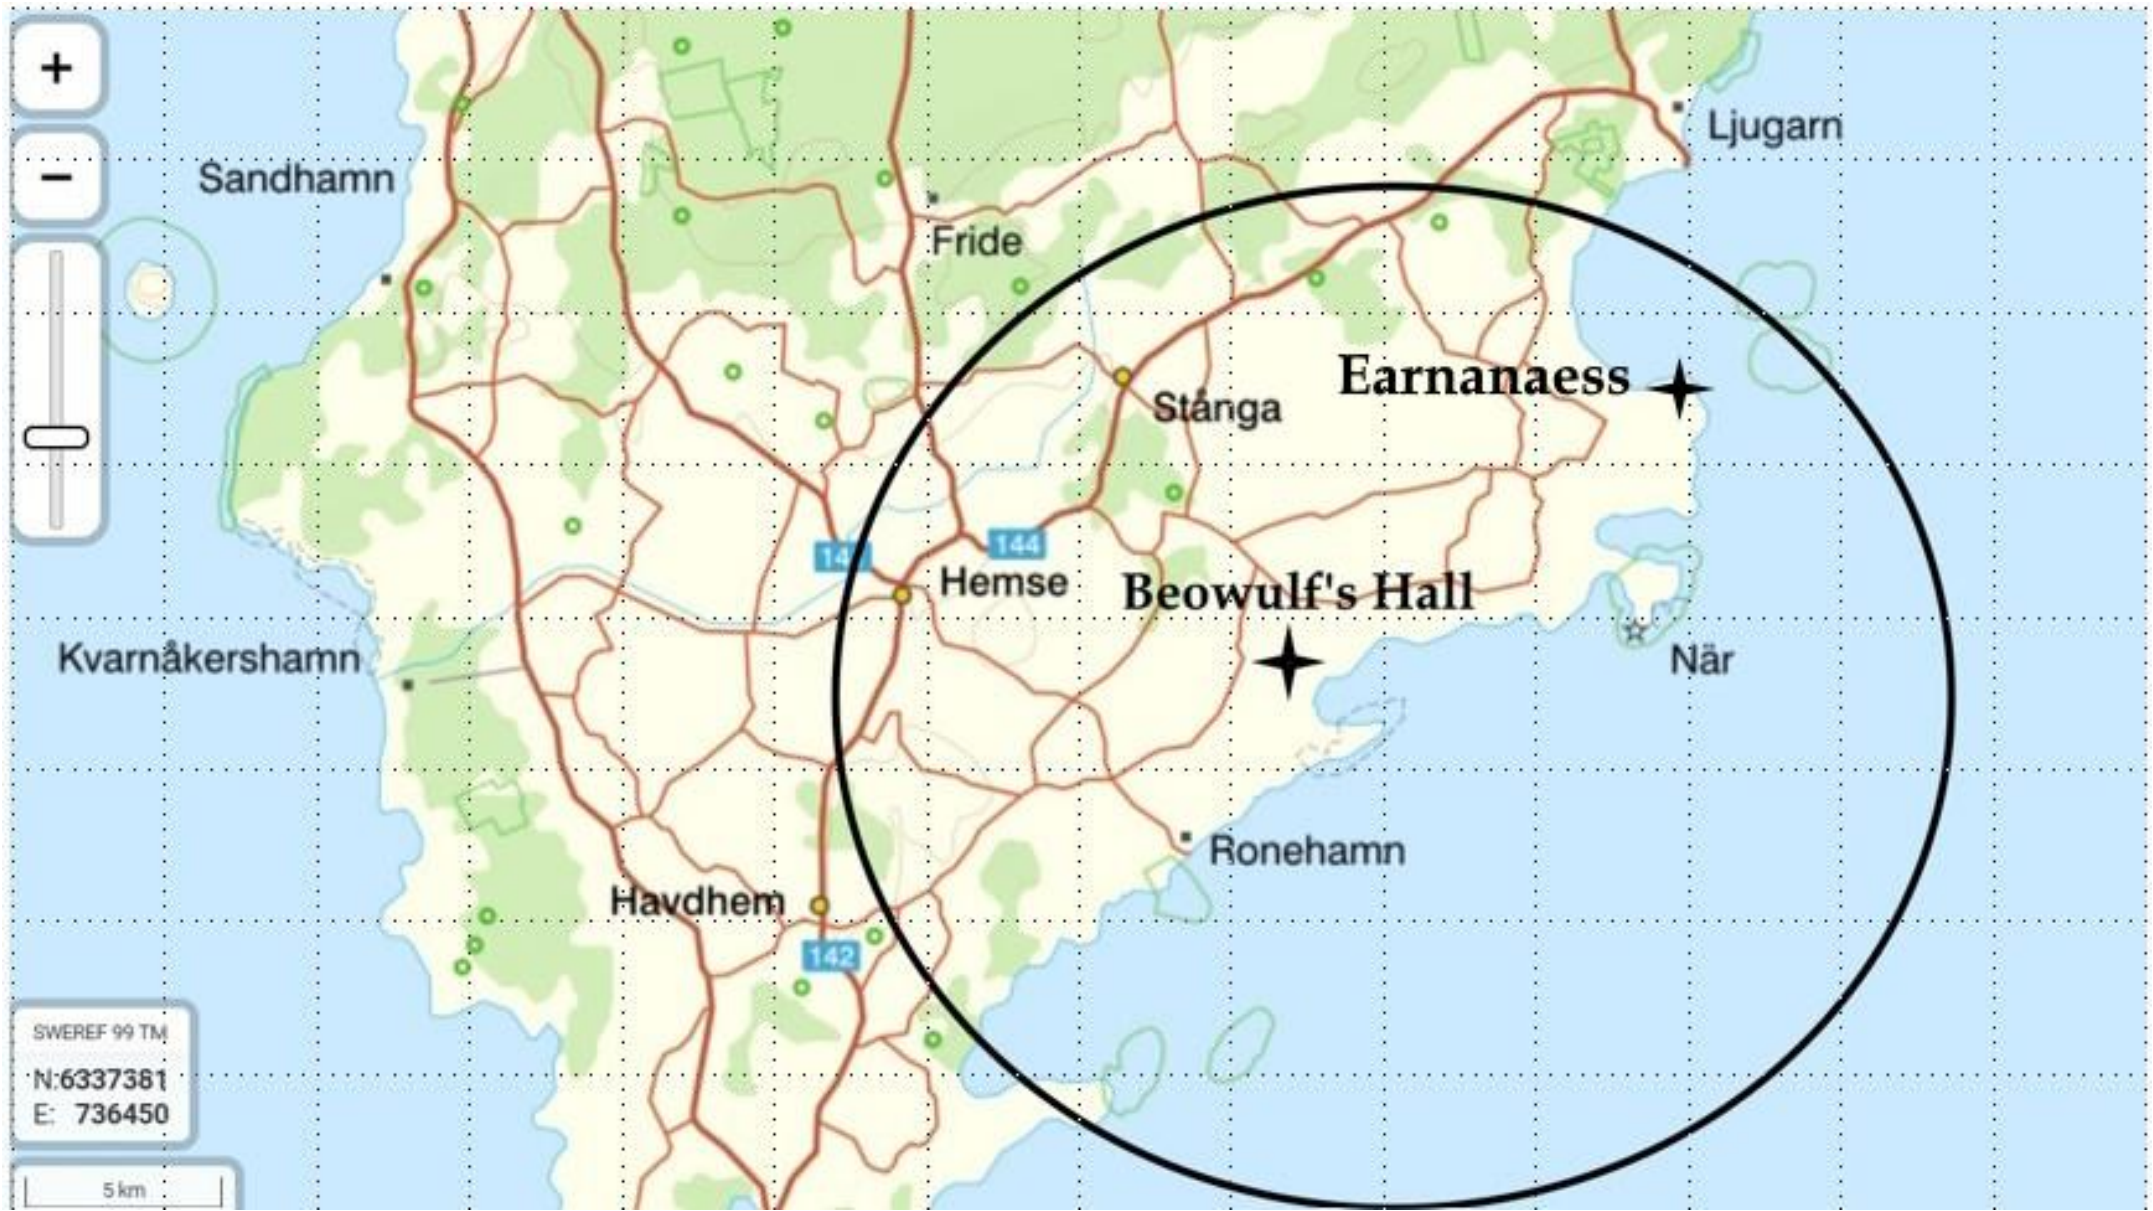 +
Ljugarn
−
Sandhamn
Fride
Earnanaess
Stånga
144
Hemse
Beowulf's Hall
Kvarnåkershamn
När
Ronehamn
Havdhem
142
SWEREF 99 TM
N:6337381
E: 736450
5 km